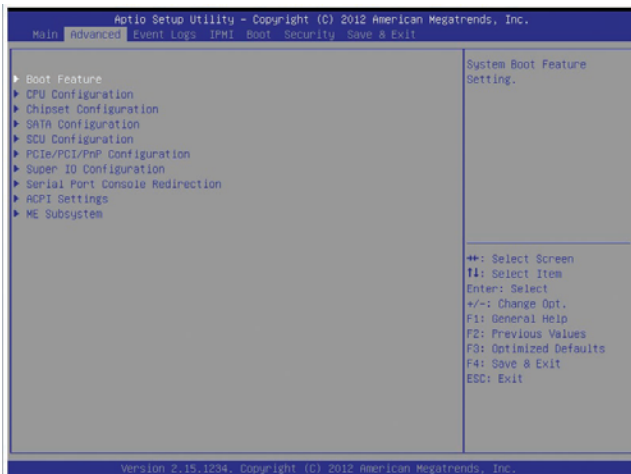 Aptio Setup Utility – Copyright (C) 2012 American Megatrends, Inc.
Main Advanced Event Logs IPMI Boot Security Save & Exit
▶ Boot Feature
▶ CPU Configuration
▶ Chipset Configuration
▶ SATA Configuration
▶ SCU Configuration
▶ PCIe/PCI/PnP Configuration
▶ Super IO Configuration
▶ Serial Port Console Redirection
▶ ACPI Settings
▶ ME Subsystem
System Boot Feature
Setting.
→←: Select Screen
↑↓: Select Item
Enter: Select
+/-: Change Opt.
F1: General Help
F2: Previous Values
F3: Optimized Defaults
F4: Save & Exit
ESC: Exit
Version 2.15.1234. Copyright (C) 2012 American Megatrends, Inc.